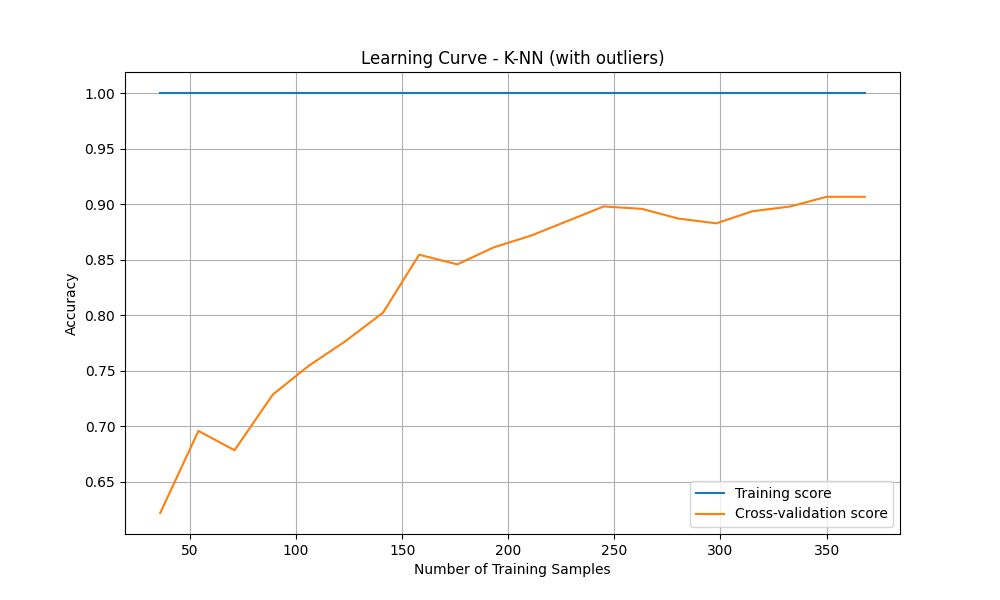 Learning Curve - K-NN (with outliers)
1.00
0.95
0.90
0.85
0.80
0.75
0.70
0.65
Accuracy
Training score
Cross-validation score
50 100 150 200 250 300 350
Number of Training Samples